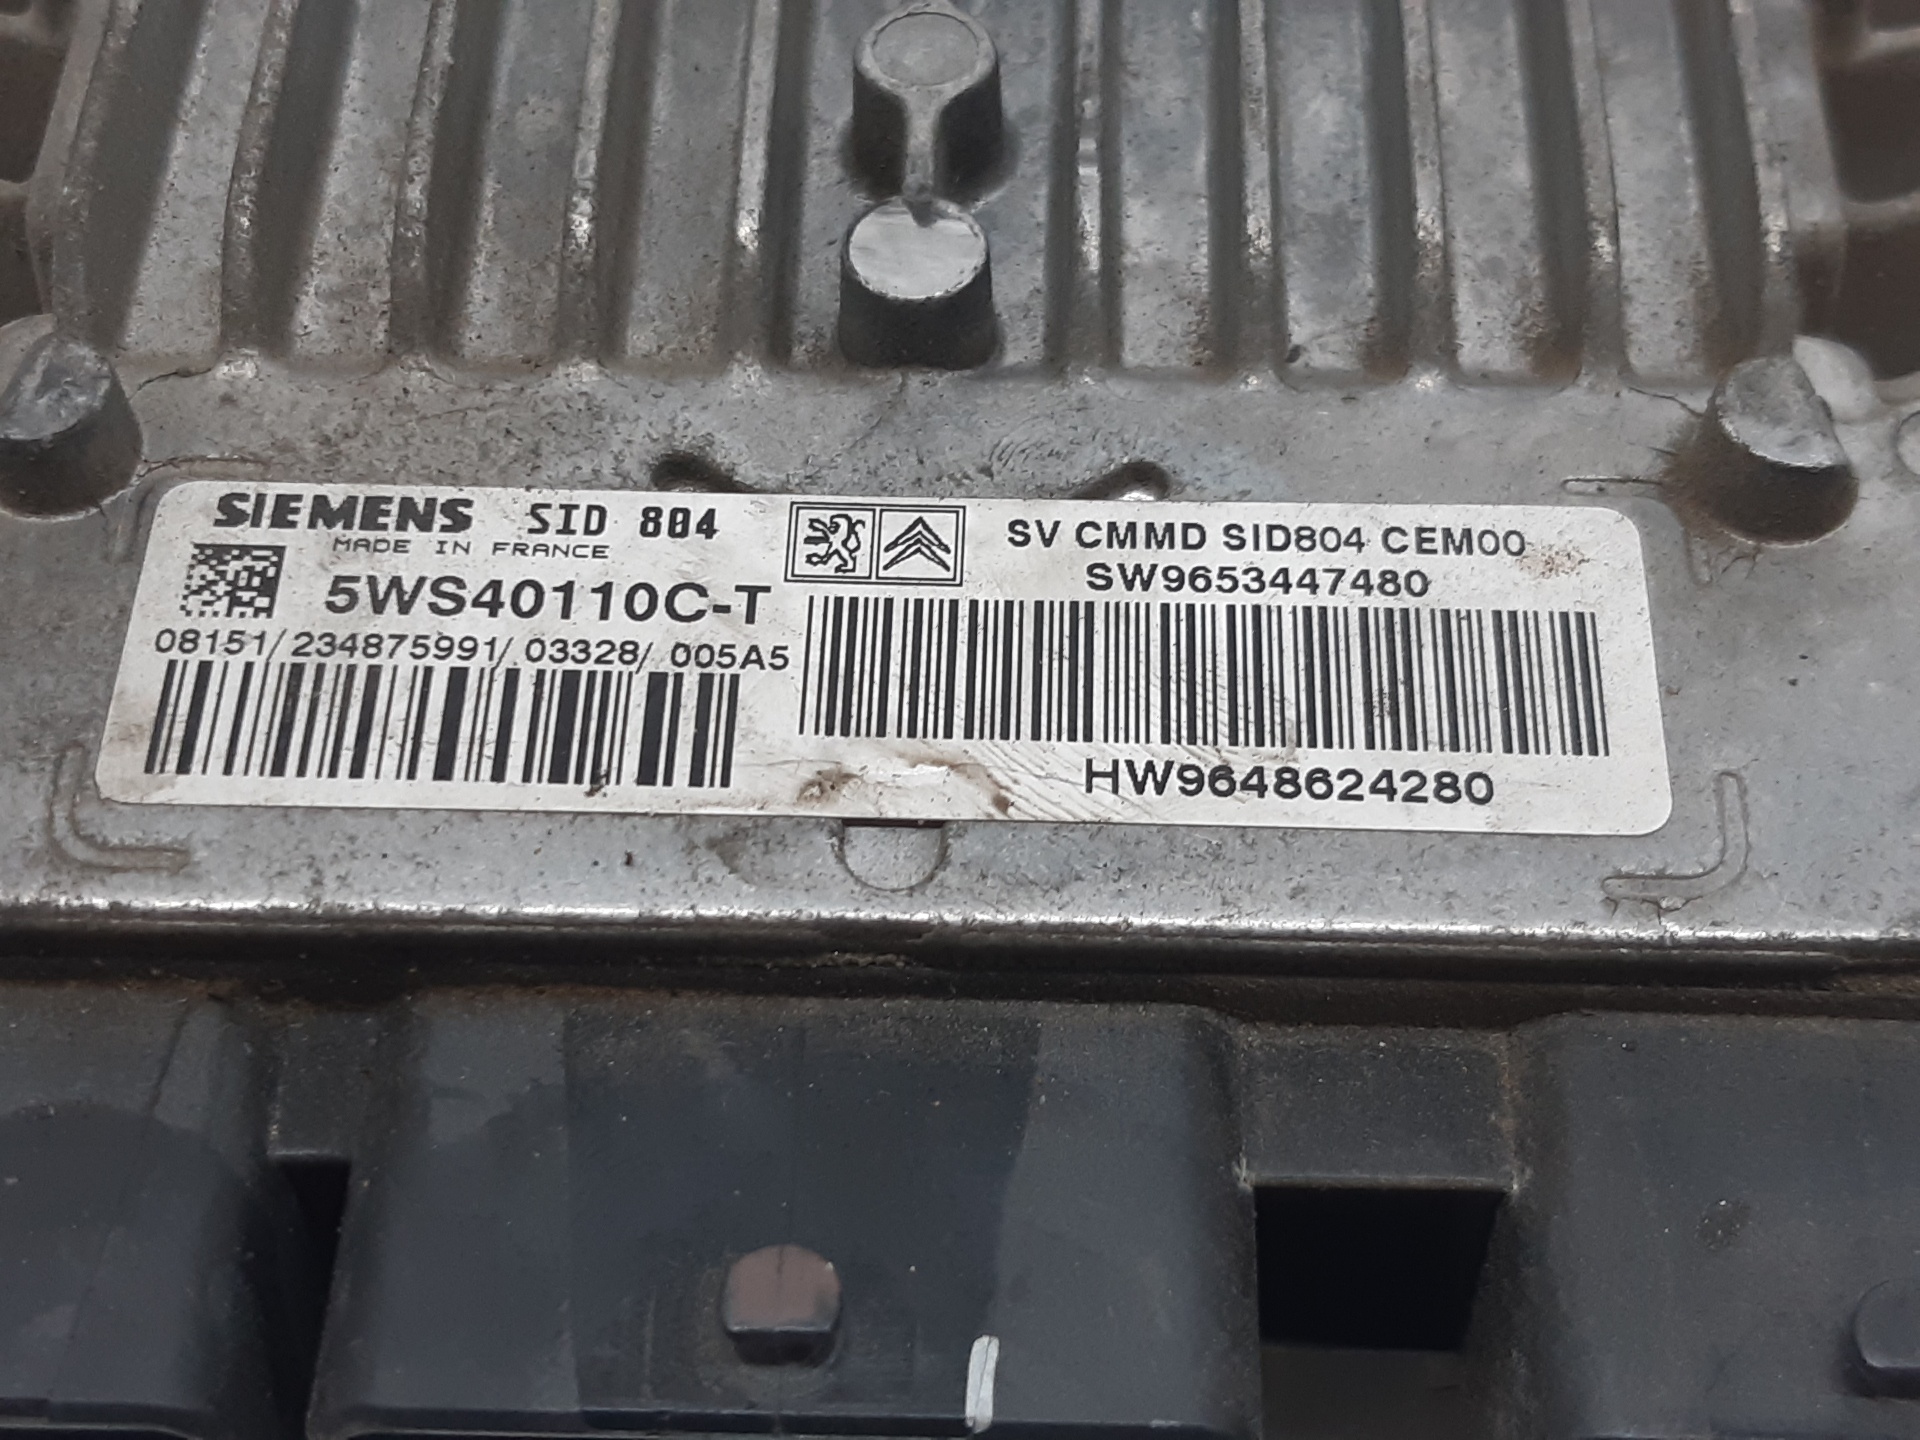 SIEMENS SID 804
MADE IN FRANCE
5WS40110C-T
08151/234875991/03328/005A5
SV CMMD SID804 CEM00
SW9653447480
HW9648624280